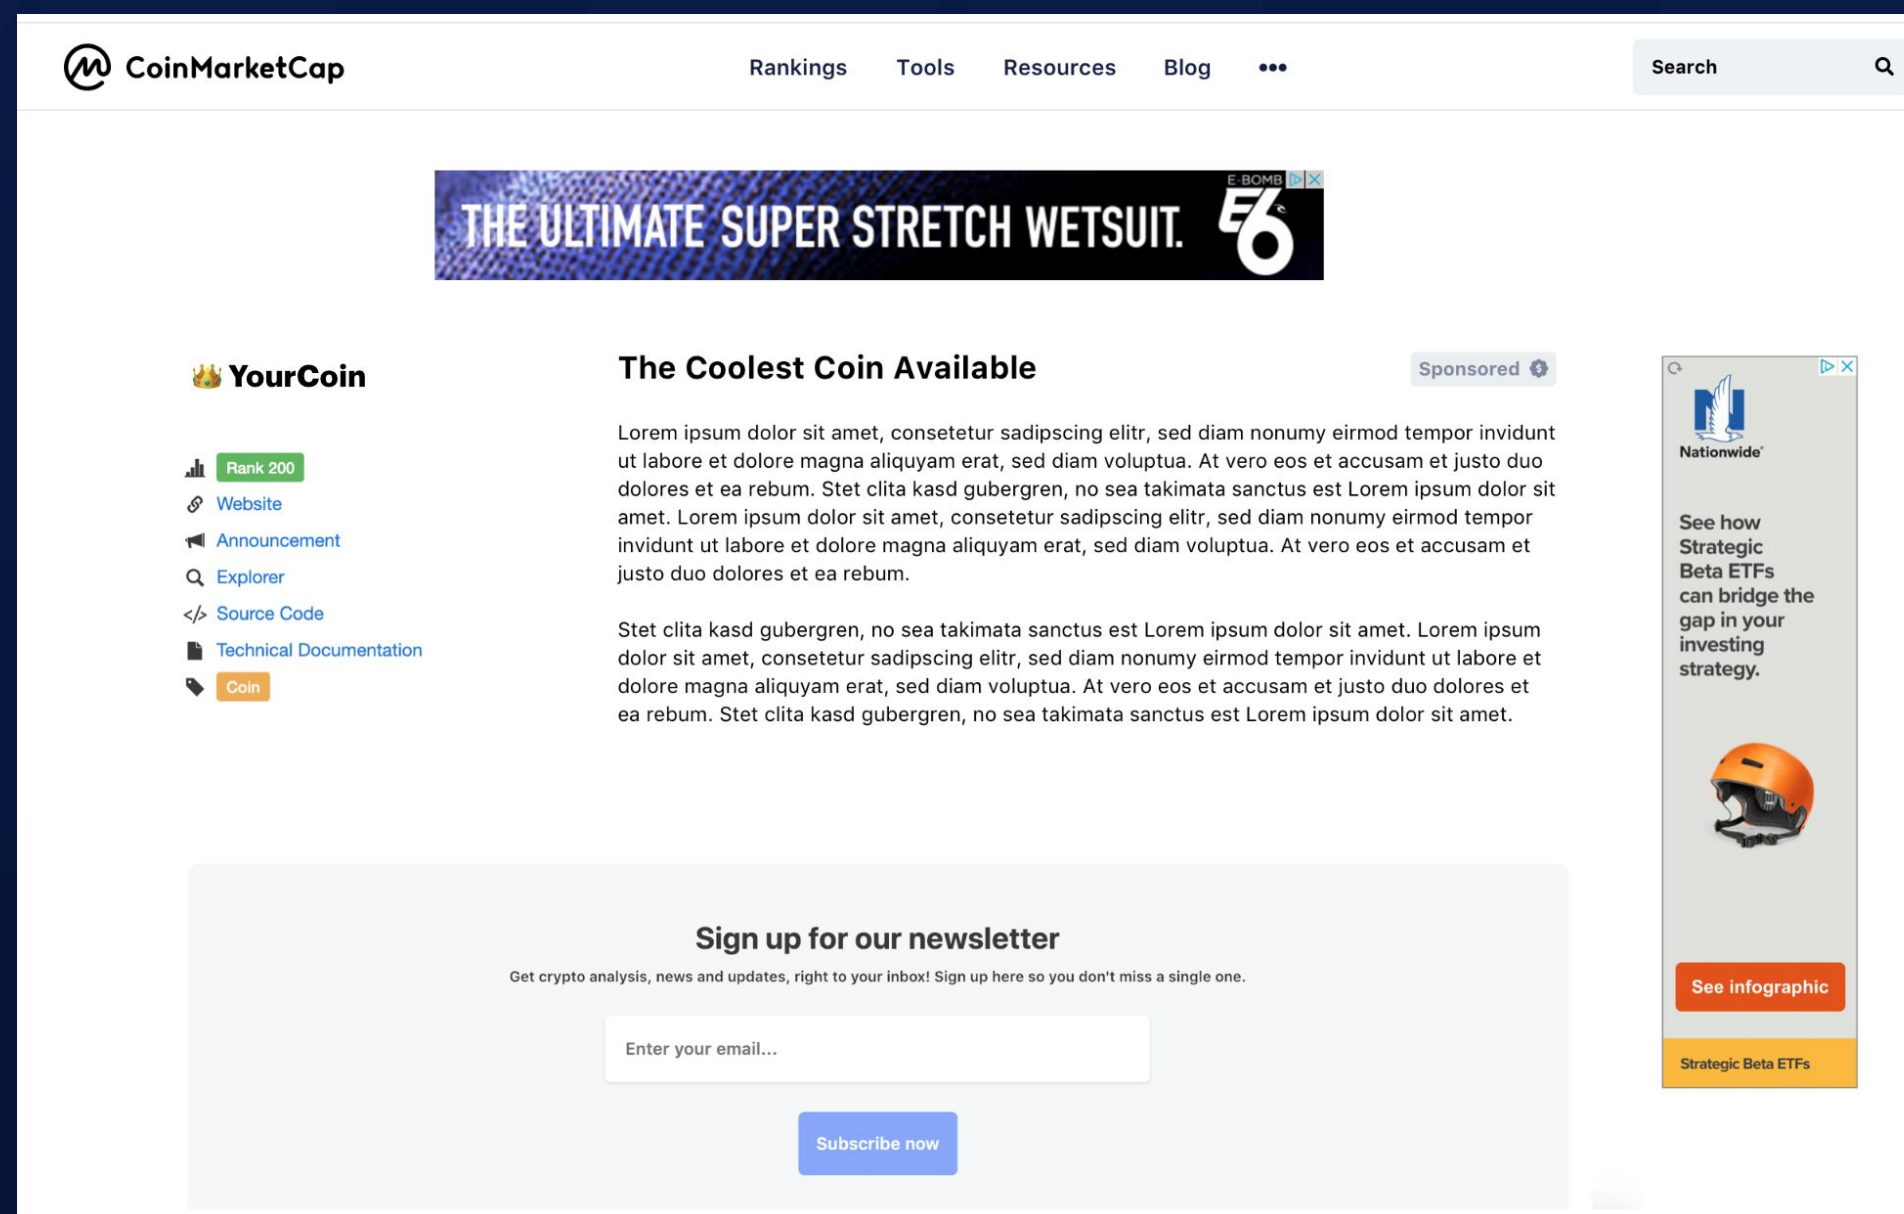 CoinMarketCap
Rankings Tools Resources Blog •••
Search
THE ULTIMATE SUPER STRETCH WETSUIT.
E-BOMB
E6
YourCoin
Rank 200
Website
Announcement
Explorer
</> Source Code
Technical Documentation
Coin
The Coolest Coin Available
Sponsored
Lorem ipsum dolor sit amet, consetetur sadipscing elitr, sed diam nonumy eirmod tempor invidunt
ut labore et dolore magna aliquyam erat, sed diam voluptua. At vero eos et accusam et justo duo
dolores et ea rebum. Stet clita kasd gubergren, no sea takimata sanctus est Lorem ipsum dolor sit
amet. Lorem ipsum dolor sit amet, consetetur sadipscing elitr, sed diam nonumy eirmod tempor
invidunt ut labore et dolore magna aliquyam erat, sed diam voluptua. At vero eos et accusam et
justo duo dolores et ea rebum.
Stet clita kasd gubergren, no sea takimata sanctus est Lorem ipsum dolor sit amet. Lorem ipsum
dolor sit amet, consetetur sadipscing elitr, sed diam nonumy eirmod tempor invidunt ut labore et
dolore magna aliquyam erat, sed diam voluptua. At vero eos et accusam et justo duo dolores et
ea rebum. Stet clita kasd gubergren, no sea takimata sanctus est Lorem ipsum dolor sit amet.
N
Nationwide®
See how
Strategic
Beta ETFs
can bridge the
gap in your
investing
strategy.
See infographic
Strategic Beta ETFs
Sign up for our newsletter
Get crypto analysis, news and updates, right to your inbox! Sign up here so you don't miss a single one.
Enter your email...
Subscribe now